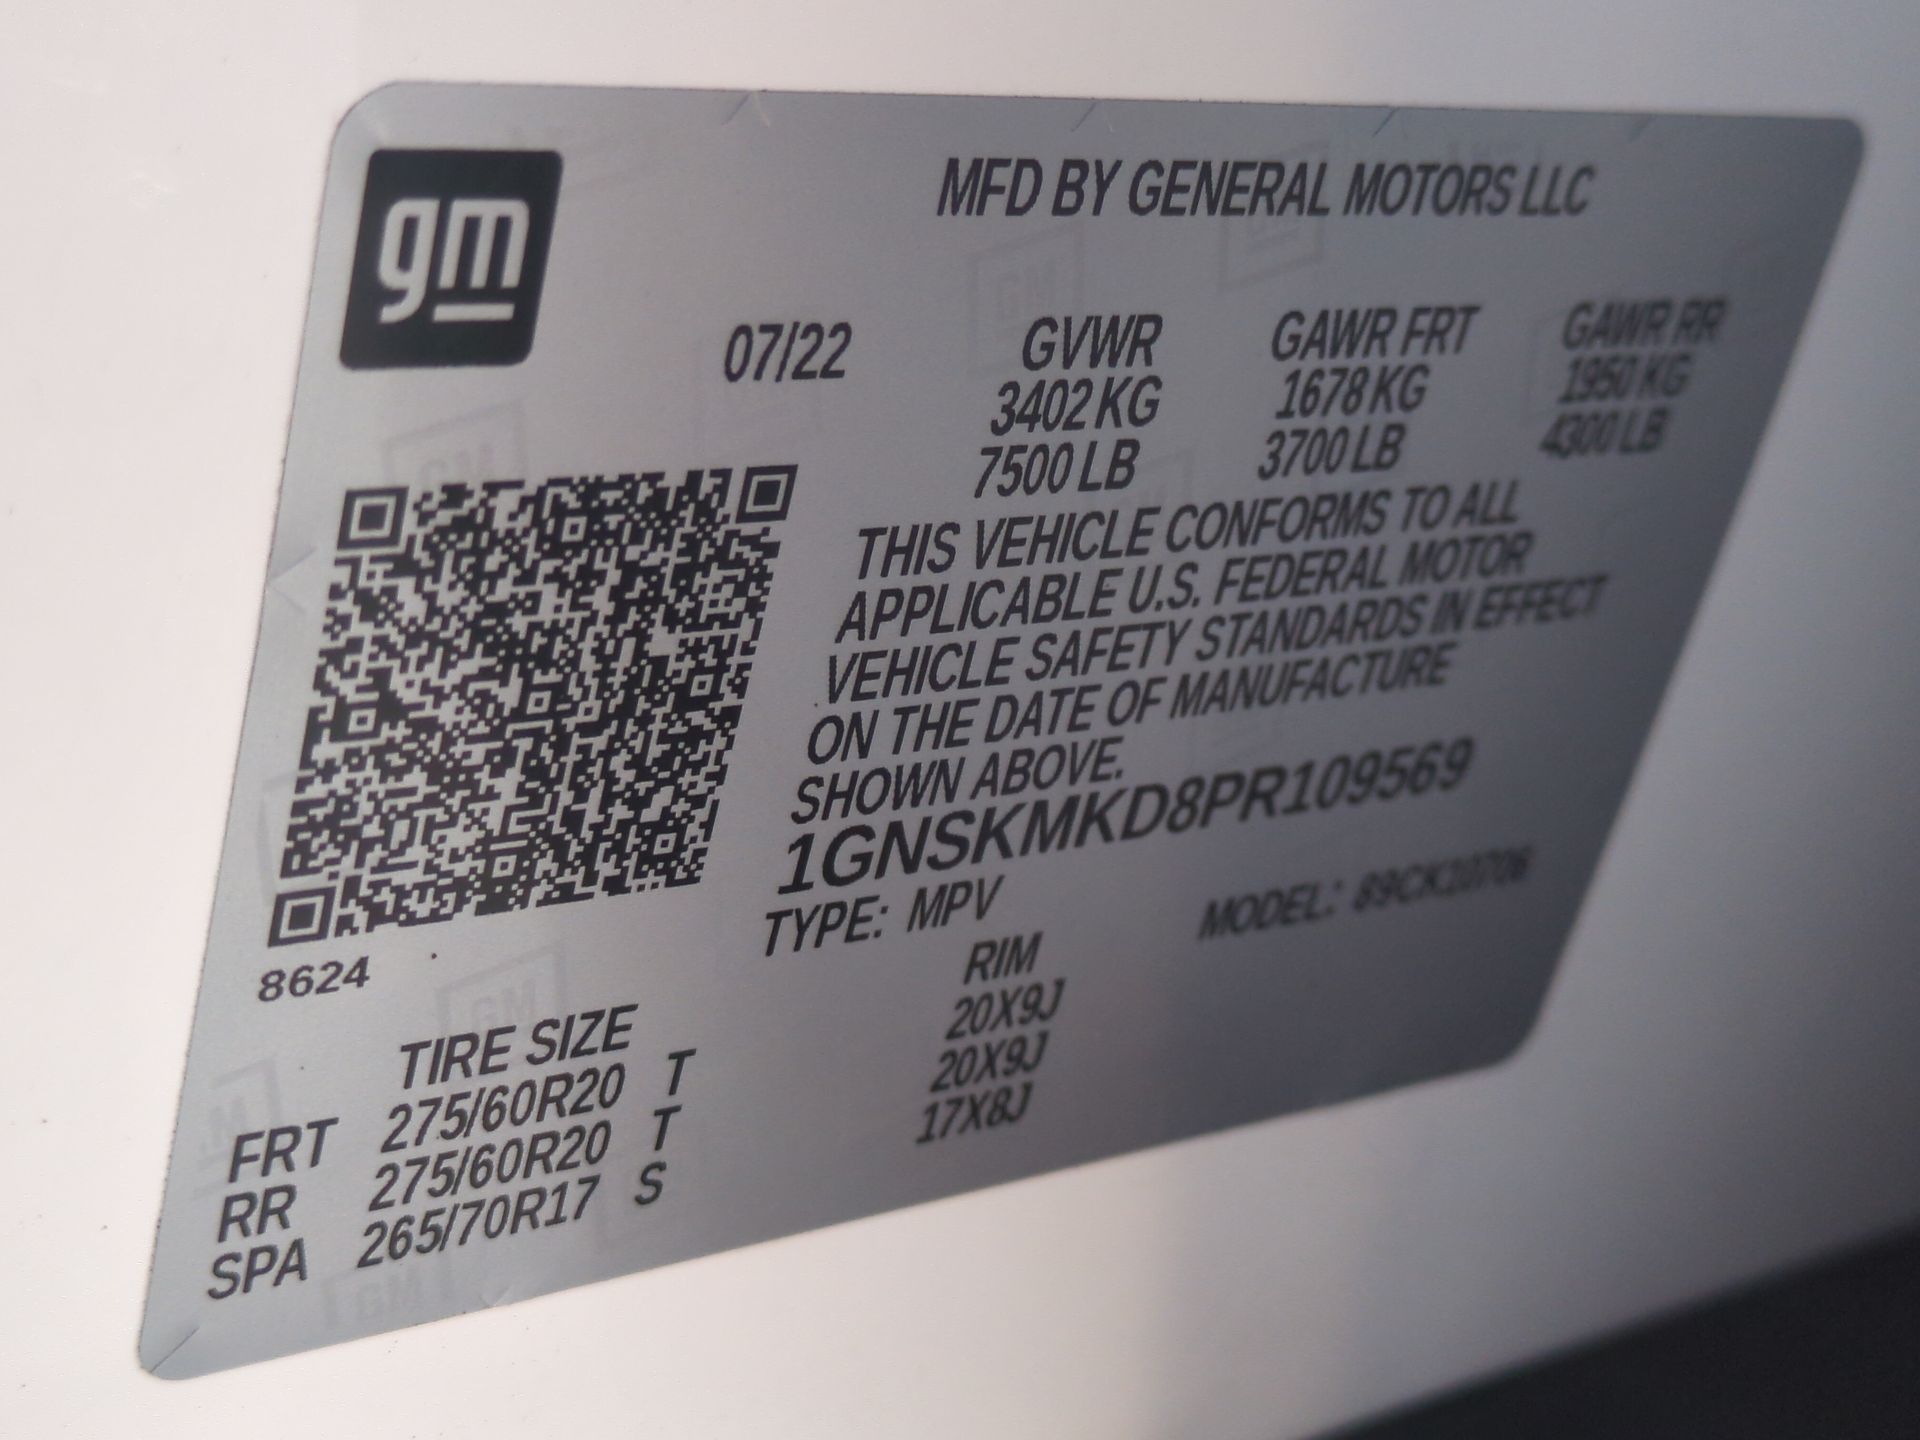 gm
MFD BY GENERAL MOTORS LLC
07/22 GVWR GAWR FRT GAWR RR
3402 KG 1678 KG 1950 KG
7500 LB 3700 LB 4300 LB
THIS VEHICLE CONFORMS TO ALL
APPLICABLE U.S. FEDERAL MOTOR
VEHICLE SAFETY STANDARDS IN EFFECT
ON THE DATE OF MANUFACTURE
SHOWN ABOVE.
1GNSKMKD8PR109569
TYPE: MPV MODEL: 89CK10706
8624
TIRE SIZE RIM
FRT 275/60R20 T 20X9J
RR 275/60R20 T 20X9J
SPA 265/70R17 S 17X8J